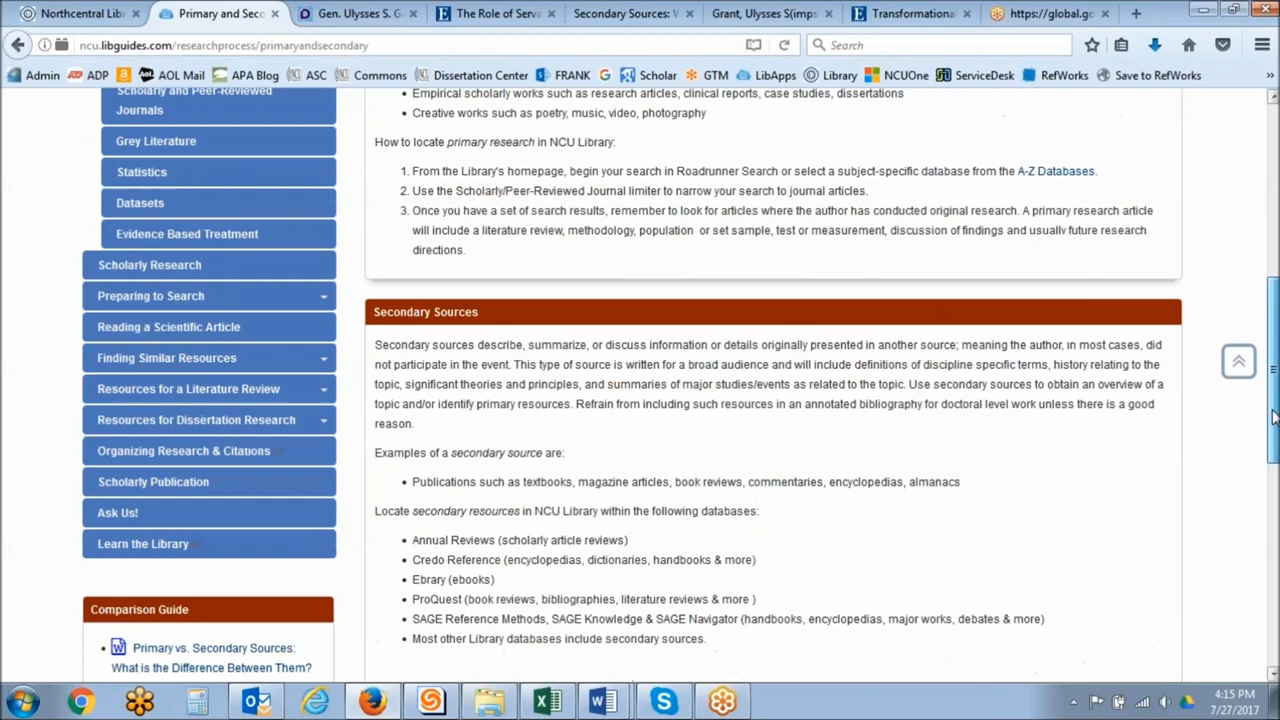 Northcentral Libr
Primary and Seco
Gen. Ulysses S. G
The Role of Serva
Secondary Sources: V
Grant, Ulysses S(imps
Transformationa
https://global.go
ncu.libguides.com/researchprocess/primaryandsecondary
Search
Admin
ADP
AOL Mail
APA Blog
ASC
Commons
Dissertation Center
FRANK
Scholar
GTM
LibApps
Library
NCUOne
ServiceDesk
RefWorks
Save to RefWorks
Scholarly and Peer-Reviewed
Journals
Grey Literature
Statistics
Datasets
Evidence Based Treatment
Scholarly Research
Preparing to Search
Reading a Scientific Article
Finding Similar Resources
Resources for a Literature Review
Resources for Dissertation Research
Organizing Research & Citations
Scholarly Publication
Ask Us!
Learn the Library
Comparison Guide
• Primary vs. Secondary Sources:
What is the Difference Between Them?
• Empirical scholarly works such as research articles, clinical reports, case studies, dissertations
• Creative works such as poetry, music, video, photography
How to locate primary research in NCU Library:
1. From the Library's homepage, begin your search in Roadrunner Search or select a subject-specific database from the A-Z Databases.
2. Use the Scholarly/Peer-Reviewed Journal limiter to narrow your search to journal articles.
3. Once you have a set of search results, remember to look for articles where the author has conducted original research. A primary research article
will include a literature review, methodology, population or set sample, test or measurement, discussion of findings and usually future research
directions.
Secondary Sources
Secondary sources describe, summarize, or discuss information or details originally presented in another source; meaning the author, in most cases, did
not participate in the event. This type of source is written for a broad audience and will include definitions of discipline specific terms, history relating to the
topic, significant theories and principles, and summaries of major studies/events as related to the topic. Use secondary sources to obtain an overview of a
topic and/or identify primary resources. Refrain from including such resources in an annotated bibliography for doctoral level work unless there is a good
reason.
Examples of a secondary source are:
• Publications such as textbooks, magazine articles, book reviews, commentaries, encyclopedias, almanacs
Locate secondary resources in NCU Library within the following databases:
• Annual Reviews (scholarly article reviews)
• Credo Reference (encyclopedias, dictionaries, handbooks & more)
• Ebrary (ebooks)
• ProQuest (book reviews, bibliographies, literature reviews & more )
• SAGE Reference Methods, SAGE Knowledge & SAGE Navigator (handbooks, encyclopedias, major works, debates & more)
• Most other Library databases include secondary sources.
4:15 PM
7/27/2017